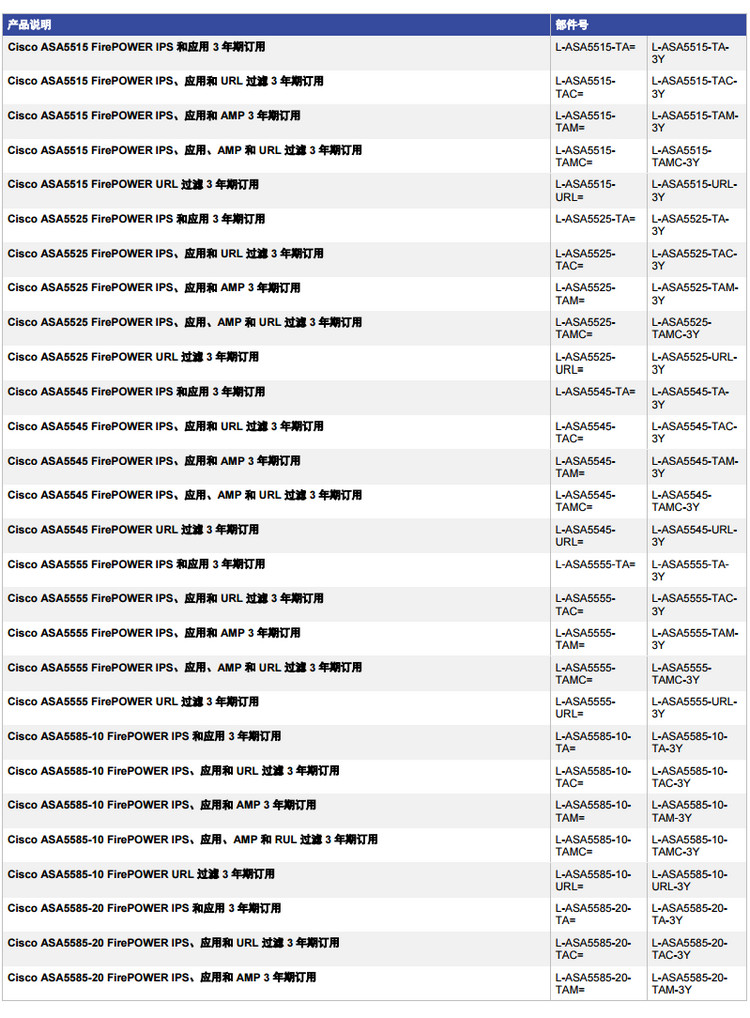 产品说明 部件号
Cisco ASA5515 FirePOWER IPS 和应用 3 年期订用 L-ASA5515-TA= L-ASA5515-TA-
3Y
Cisco ASA5515 FirePOWER IPS、应用和 URL 过滤 3 年期订用 L-ASA5515- L-ASA5515-TAC-
TAC= 3Y
Cisco ASA5515 FirePOWER IPS、应用和 AMP 3 年期订用 L-ASA5515- L-ASA5515-TAM-
TAM= 3Y
Cisco ASA5515 FirePOWER IPS、应用、AMP 和 URL 过滤 3 年期订用 L-ASA5515- L-ASA5515-
TAMC= TAMC-3Y
Cisco ASA5515 FirePOWER URL 过滤 3 年期订用 L-ASA5515- L-ASA5515-URL-
URL= 3Y
Cisco ASA5525 FirePOWER IPS 和应用 3 年期订用 L-ASA5525-TA= L-ASA5525-TA-
3Y
Cisco ASA5525 FirePOWER IPS、应用和 URL 过滤 3 年期订用 L-ASA5525- L-ASA5525-TAC-
TAC= 3Y
Cisco ASA5525 FirePOWER IPS、应用和 AMP 3 年期订用 L-ASA5525- L-ASA5525-TAM-
TAM= 3Y
Cisco ASA5525 FirePOWER IPS、应用、AMP 和 URL 过滤 3 年期订用 L-ASA5525- L-ASA5525-
TAMC= TAMC-3Y
Cisco ASA5525 FirePOWER URL 过滤 3 年期订用 L-ASA5525- L-ASA5525-URL-
URL= 3Y
Cisco ASA5545 FirePOWER IPS 和应用 3 年期订用 L-ASA5545-TA= L-ASA5545-TA-
3Y
Cisco ASA5545 FirePOWER IPS、应用和 URL 过滤 3 年期订用 L-ASA5545- L-ASA5545-TAC-
TAC= 3Y
Cisco ASA5545 FirePOWER IPS、应用和 AMP 3 年期订用 L-ASA5545- L-ASA5545-TAM-
TAM= 3Y
Cisco ASA5545 FirePOWER IPS、应用、AMP 和 URL 过滤 3 年期订用 L-ASA5545- L-ASA5545-
TAMC= TAMC-3Y
Cisco ASA5545 FirePOWER URL 过滤 3 年期订用 L-ASA5545- L-ASA5545-URL-
URL= 3Y
Cisco ASA5555 FirePOWER IPS 和应用 3 年期订用 L-ASA5555-TA= L-ASA5555-TA-
3Y
Cisco ASA5555 FirePOWER IPS、应用和 URL 过滤 3 年期订用 L-ASA5555- L-ASA5555-TAC-
TAC= 3Y
Cisco ASA5555 FirePOWER IPS、应用和 AMP 3 年期订用 L-ASA5555- L-ASA5555-TAM-
TAM= 3Y
Cisco ASA5555 FirePOWER IPS、应用、AMP 和 URL 过滤 3 年期订用 L-ASA5555- L-ASA5555-
TAMC= TAMC-3Y
Cisco ASA5555 FirePOWER URL 过滤 3 年期订用 L-ASA5555- L-ASA5555-URL-
URL= 3Y
Cisco ASA5585-10 FirePOWER IPS 和应用 3 年期订用 L-ASA5585-10- L-ASA5585-10-
TA= TA-3Y
Cisco ASA5585-10 FirePOWER IPS、应用和 URL 过滤 3 年期订用 L-ASA5585-10- L-ASA5585-10-
TAC= TAC-3Y
Cisco ASA5585-10 FirePOWER IPS、应用和 AMP 3 年期订用 L-ASA5585-10- L-ASA5585-10-
TAM= TAM-3Y
Cisco ASA5585-10 FirePOWER IPS、应用、AMP 和 RUL 过滤 3 年期订用 L-ASA5585-10- L-ASA5585-10-
TAMC= TAMC-3Y
Cisco ASA5585-10 FirePOWER URL 过滤 3 年期订用 L-ASA5585-10- L-ASA5585-10-
URL= URL-3Y
Cisco ASA5585-20 FirePOWER IPS 和应用 3 年期订用 L-ASA5585-20- L-ASA5585-20-
TA= TA-3Y
Cisco ASA5585-20 FirePOWER IPS、应用和 URL 过滤 3 年期订用 L-ASA5585-20- L-ASA5585-20-
TAC= TAC-3Y
Cisco ASA5585-20 FirePOWER IPS、应用和 AMP 3 年期订用 L-ASA5585-20- L-ASA5585-20-
TAM= TAM-3Y